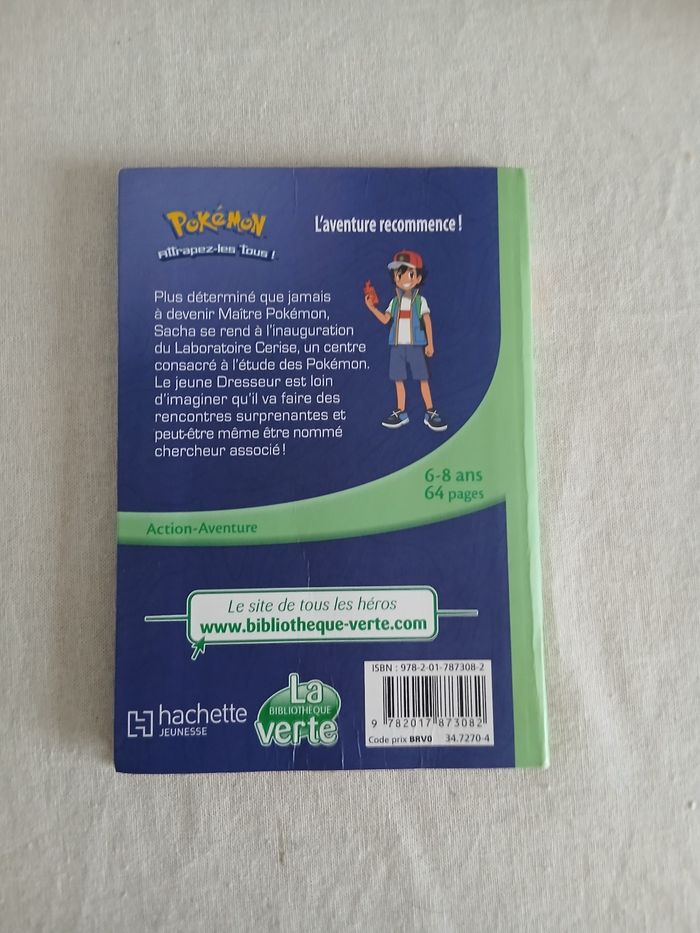 POKéMON
ATTrapez-les Tous !
L'aventure recommence !
Plus déterminé que jamais
à devenir Maître Pokémon,
Sacha se rend à l'inauguration
du Laboratoire Cerise, un centre
consacré à l'étude des Pokémon.
Le jeune Dresseur est loin
d'imaginer qu'il va faire des
rencontres surprenantes et
peut-être même être nommé
chercheur associé !
6-8 ans
64 pages
Action-Aventure
Le site de tous les héros
www.bibliotheque-verte.com
hachette
JEUNESSE
La
BIBLIOTHÈQUE
verte
ISBN : 978-2-01-787308-2
9 782017 873082
Code prix BRV0 34.7270-4